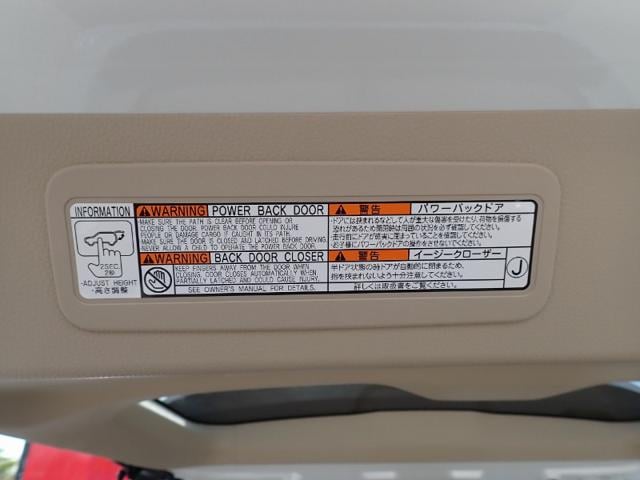 INFORMATION
2SEC.
2秒
·ADJUST HEIGHT
·高さ調整
WARNING POWER BACK DOOR
·MAKE SURE THE PATH IS CLEAR BEFORE OPENING OR
CLOSING THE DOOR. POWER BACK DOOR COULD INJURE
PEOPLE OR DAMAGE CARGO IF CAUGHT IN ITS PATH.
·MAKE SURE DOOR IS CLOSED AND LATCHED BEFORE DRIVING.
·NEVER ALLOW A CHILD TO OPERATE THE POWER BACK DOOR.
WARNING BACK DOOR CLOSER
KEEP FINGERS AWAY FROM THE DOOR WHEN
CLOSING. DOOR CLOSES AUTOMATICALLY WHEN
PARTIALLY LATCHED AND COULD CAUSE INJURY.
SEE OWNER'S MANUAL FOR DETAILS.
警告 パワーバックドア
·ドアには挟まれるなどして人が重大な傷害を受けたり、荷物を損傷する
恐れがあるため開閉時は周囲の状況を必ず確認してください。
·走行前にドアが確実に閉まっていることを確認してください。
·お子様にパワーバックドアの操作をさせないでください。
警告 イージークローザー
半ドア状態の時ドアが自動的に閉まるため、
指を挟まれないよう十分注意してください。
詳しくは取扱書をご覧ください。
J